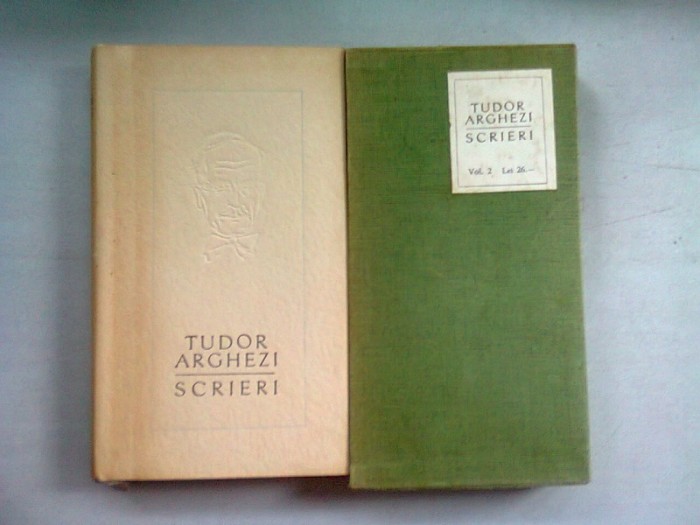 TUDOR
ARGHEZI
SCRIERI
TUDOR
ARGHEZI
SCRIERI
Vol. 2 Lei 26.—